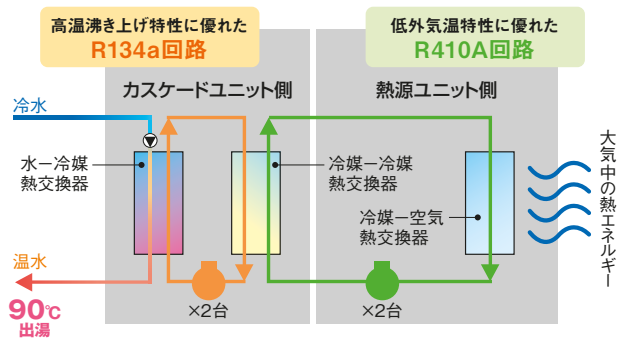 高温沸き上げ特性に優れた
R134a回路
低外気温特性に優れた
R410A回路
カスケードユニット側
熱源ユニット側
冷水
水－冷媒
熱交換器
冷媒－冷媒
熱交換器
冷媒－空気
熱交換器
大気中の熱エネルギー
温水
90℃
出湯
×2台
×2台